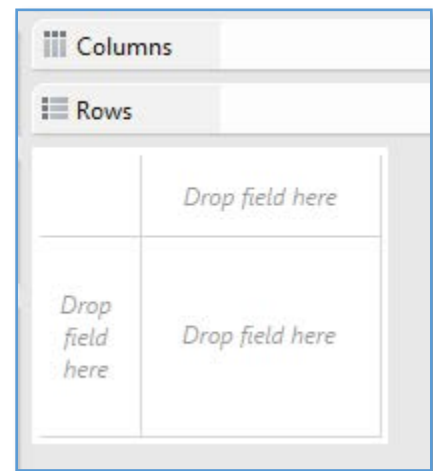 Columns
Rows
Drop field here
Drop
field
here
Drop field here